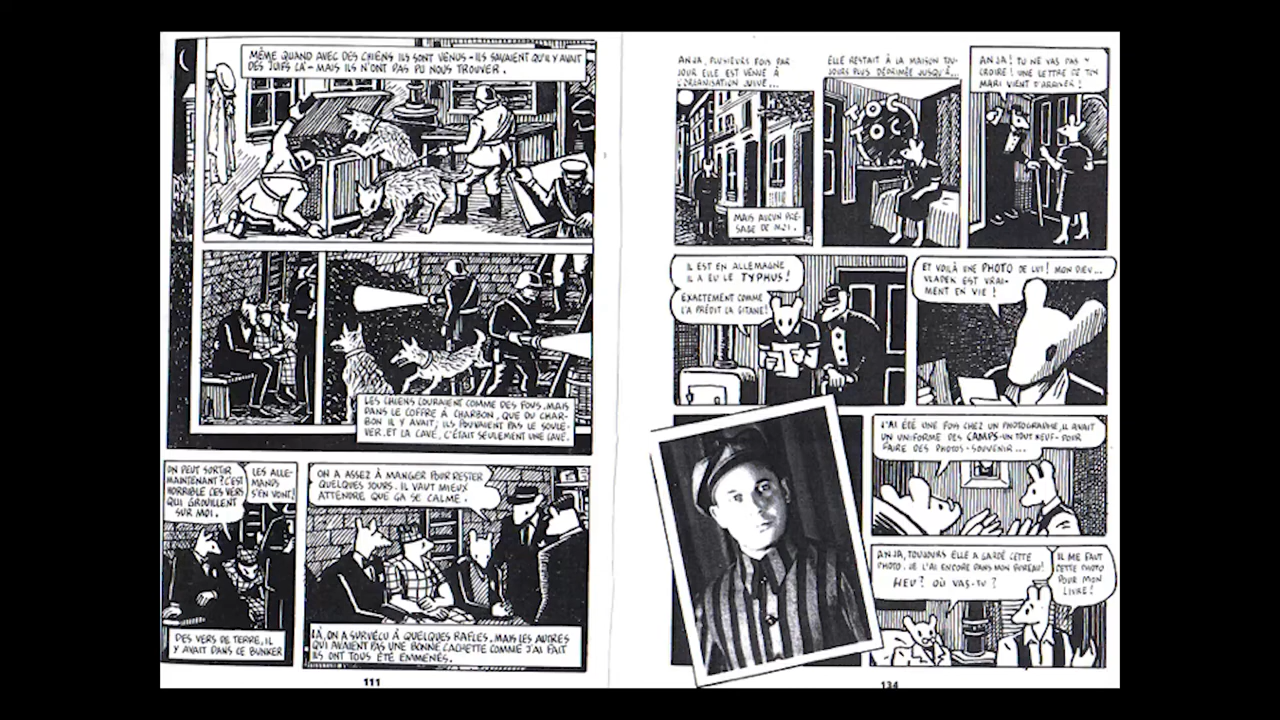 MÊME QUAND AVEC DES CHIENS ILS SONT VENUS - ILS SAVAIENT QU'IL Y AVAIT
DES JUIFS LÀ - MAIS ILS N'ONT PAS PU NOUS TROUVER.
LES CHIENS COURAIENT COMME DES FOUS. MAIS
DANS LE COFFRE À CHARBON, QUE DU CHAR-
BON IL Y AVAIT; ILS POUVAIENT PAS LE SOULE-
VER. ET LA CAVE, C'ÉTAIT SEULEMENT UNE CAVE.
ON PEUT SORTIR
MAINTENANT? C'EST
HORRIBLE CES VERS
QUI GROUILLENT
SUR MOI.
LES ALLE-
MANDS
S'EN VONT!
DES VERS DE TERRE, IL
Y AVAIT DANS CE BUNKER
ON A ASSEZ À MANGER POUR RESTER
QUELQUES JOURS. IL VAUT MIEUX
ATTENDRE QUE ÇA SE CALME.
LÀ, ON A SURVÉCU À QUELQUES RAFLES, MAIS LES AUTRES
QUI AVAIENT PAS UNE BONNE CACHETTE COMME J'AI FAIT
ILS ONT TOUS ÉTÉ EMMENÉS.
111
ANJA, PLUSIEURS FOIS PAR
JOUR ELLE EST VENUE À
L'ORGANISATION JUIVE...
MAIS AUCUN MES-
SAGE DE MOI.
ELLE RESTAIT À LA MAISON TOU-
JOURS PLUS DÉPRIMÉE JUSQU'À...
TOC
TOC
ANJA! TU NE VAS PAS Y
CROIRE! UNE LETTRE DE TON
MARI VIENT D'ARRIVER!
IL EST EN ALLEMAGNE
IL A EU LE TYPHUS!
EXACTEMENT COMME
L'A PRÉDIT LA GITANE!
ET VOILÀ UNE PHOTO DE LUI! MON DIEU...
VLADEK EST VRAI-
MENT EN VIE!
J'AI ÉTÉ UNE FOIS CHEZ UN PHOTOGRAPHE, IL AVAIT
UN UNIFORME DES CAMPS - UN TOUT NEUF - POUR
FAIRE DES PHOTOS-SOUVENIR...
ANJA, TOUJOURS ELLE A GARDÉ CETTE
PHOTO. JE L'AI ENCORE DANS MON BUREAU!
HEU? OÙ VAS-TU?
IL ME FAUT
CETTE PHOTO
POUR MON
LIVRE!
134